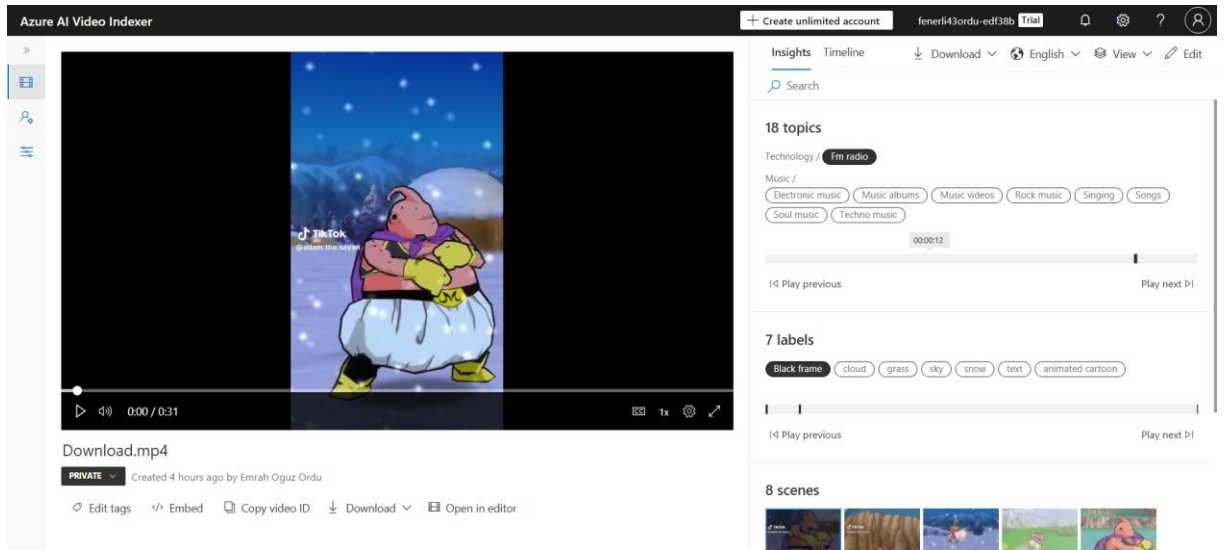 Azure AI Video Indexer
+ Create unlimited account
fenerli43ordu-edf38b Trial
TikTok
@adam.the.sayan
0:00 / 0:31
CC
1x
Download.mp4
PRIVATE
Created 4 hours ago by Emrah Oguz Ordu
Edit tags
</> Embed
Copy video ID
Download
Open in editor
Insights
Timeline
Download
English
View
Edit
Search
18 topics
Technology / Fm radio
Music /
Electronic music Music albums Music videos Rock music Singing Songs
Soul music Techno music
00:00:12
Play previous
Play next
7 labels
Black frame cloud grass sky snow text animated cartoon
Play previous
Play next
8 scenes